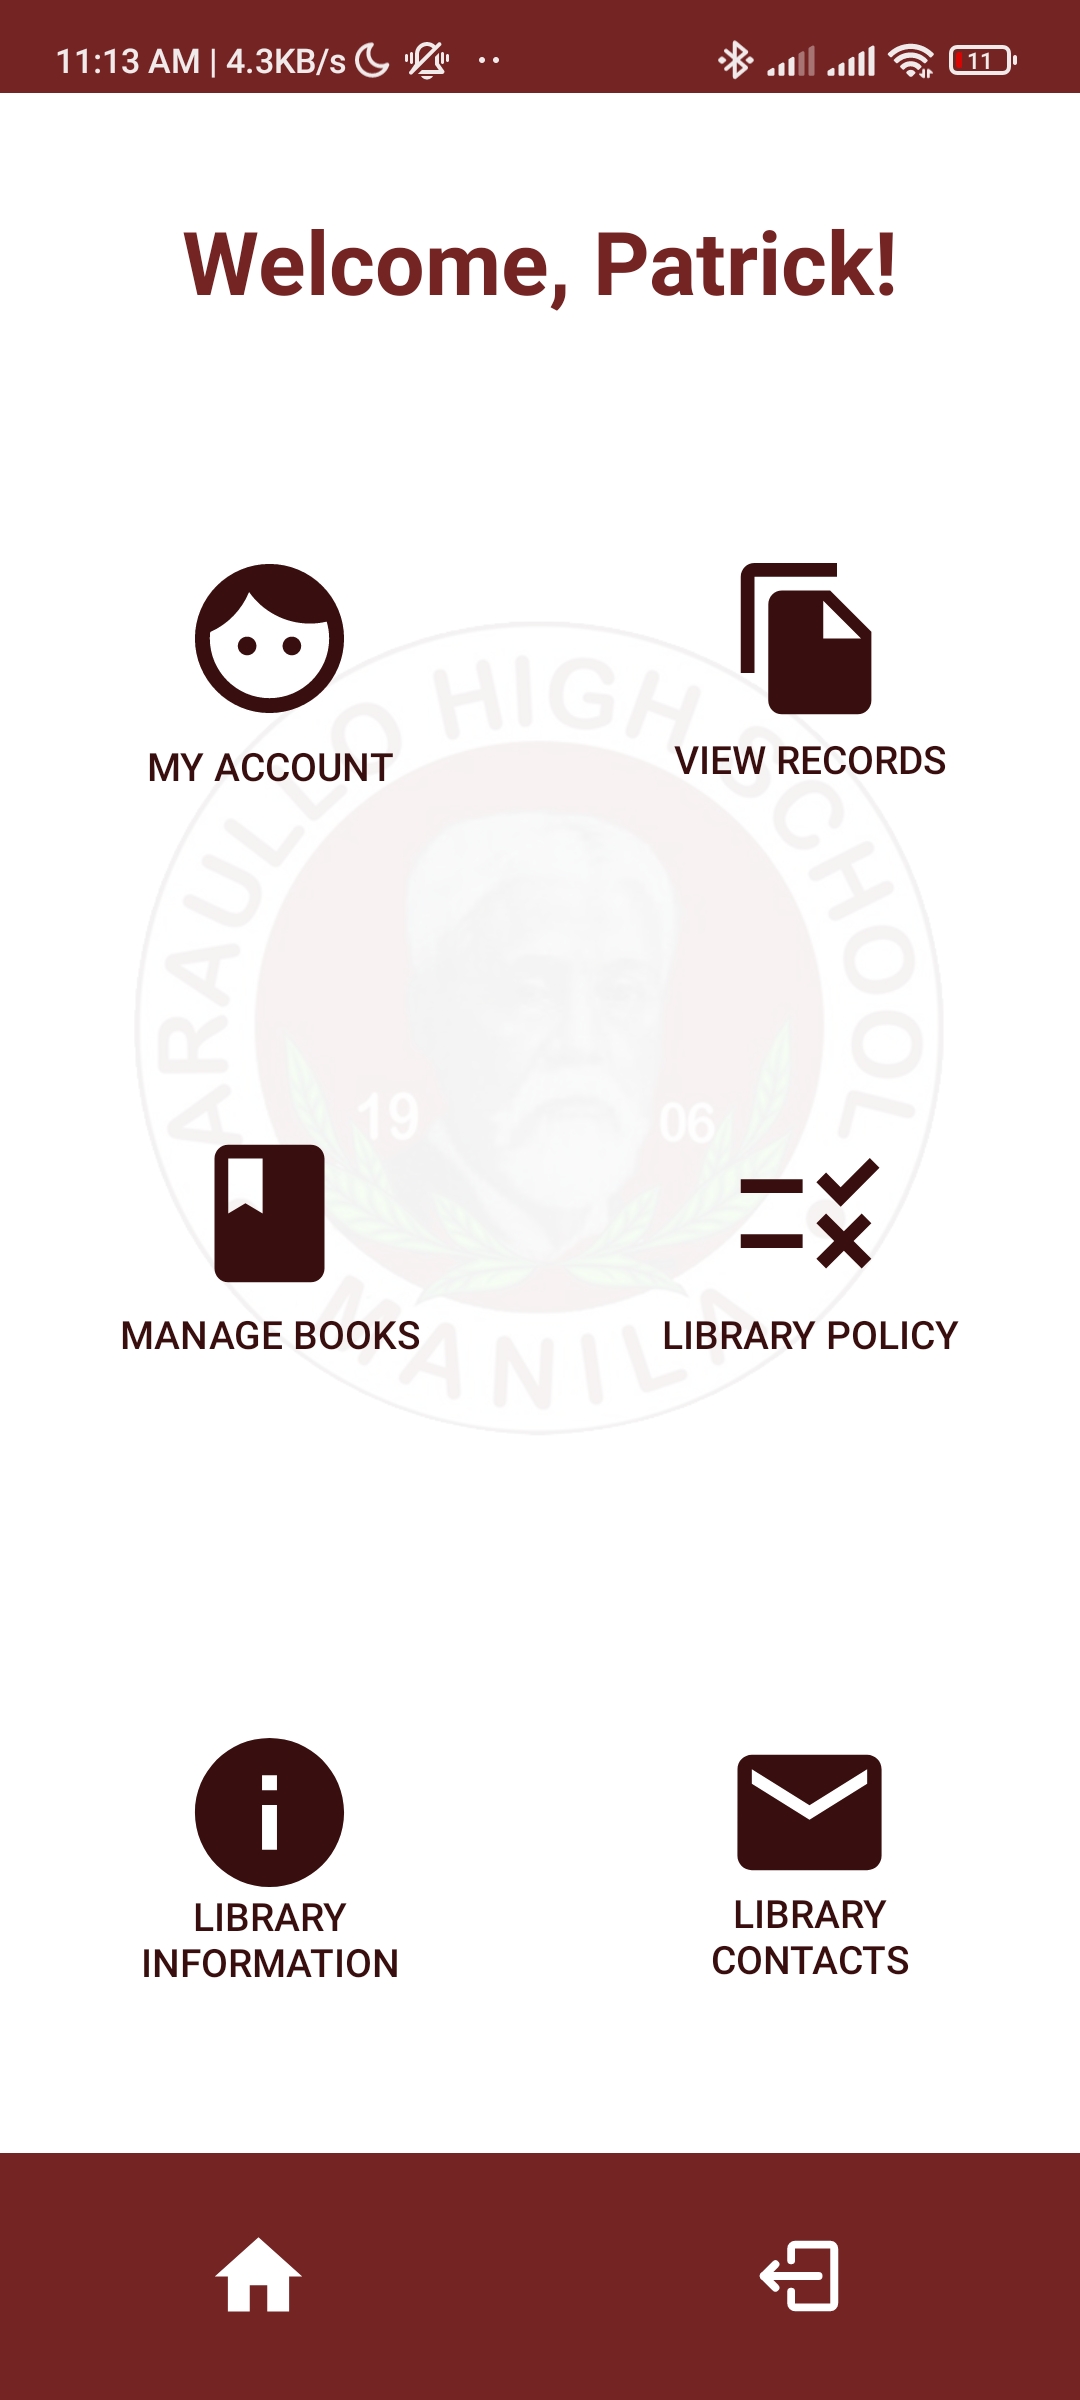 11:13 AM | 4.3KB/s
11
Welcome, Patrick!
MY ACCOUNT
VIEW RECORDS
ARAULLO HIGH SCHOOL
19
06
MANILA
MANAGE BOOKS
LIBRARY POLICY
LIBRARY
INFORMATION
LIBRARY
CONTACTS